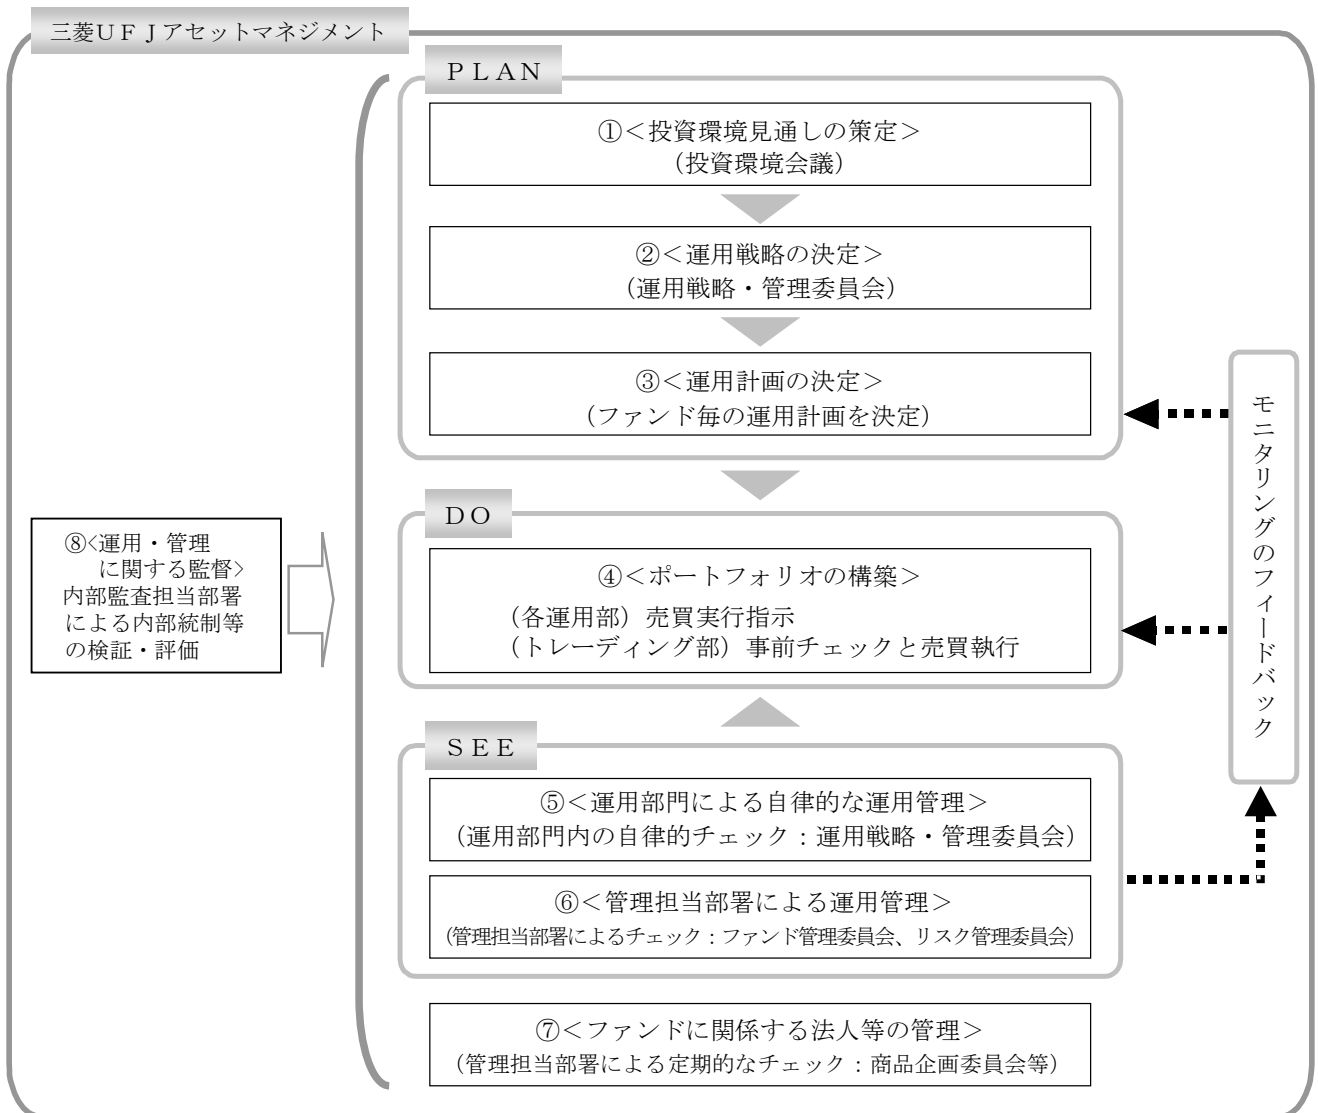 三菱ＵＦＪアセットマネジメント
ＰＬＡＮ
①＜投資環境見通しの策定＞
（投資環境会議）
②＜運用戦略の決定＞
（運用戦略・管理委員会）
③＜運用計画の決定＞
（ファンド毎の運用計画を決定）
ＤＯ
④＜ポートフォリオの構築＞
（各運用部）売買実行指示
（トレーディング部）事前チェックと売買執行
ＳＥＥ
⑤＜運用部門による自律的な運用管理＞
（運用部門内の自律的チェック：運用戦略・管理委員会）
⑥＜管理担当部署による運用管理＞
（管理担当部署によるチェック：ファンド管理委員会、リスク管理委員会）
⑦＜ファンドに関係する法人等の管理＞
（管理担当部署による定期的なチェック：商品企画委員会等）
⑧<運用・管理
に関する監督>
内部監査担当部署
による内部統制等
の検証・評価
モニタリングのフィードバック